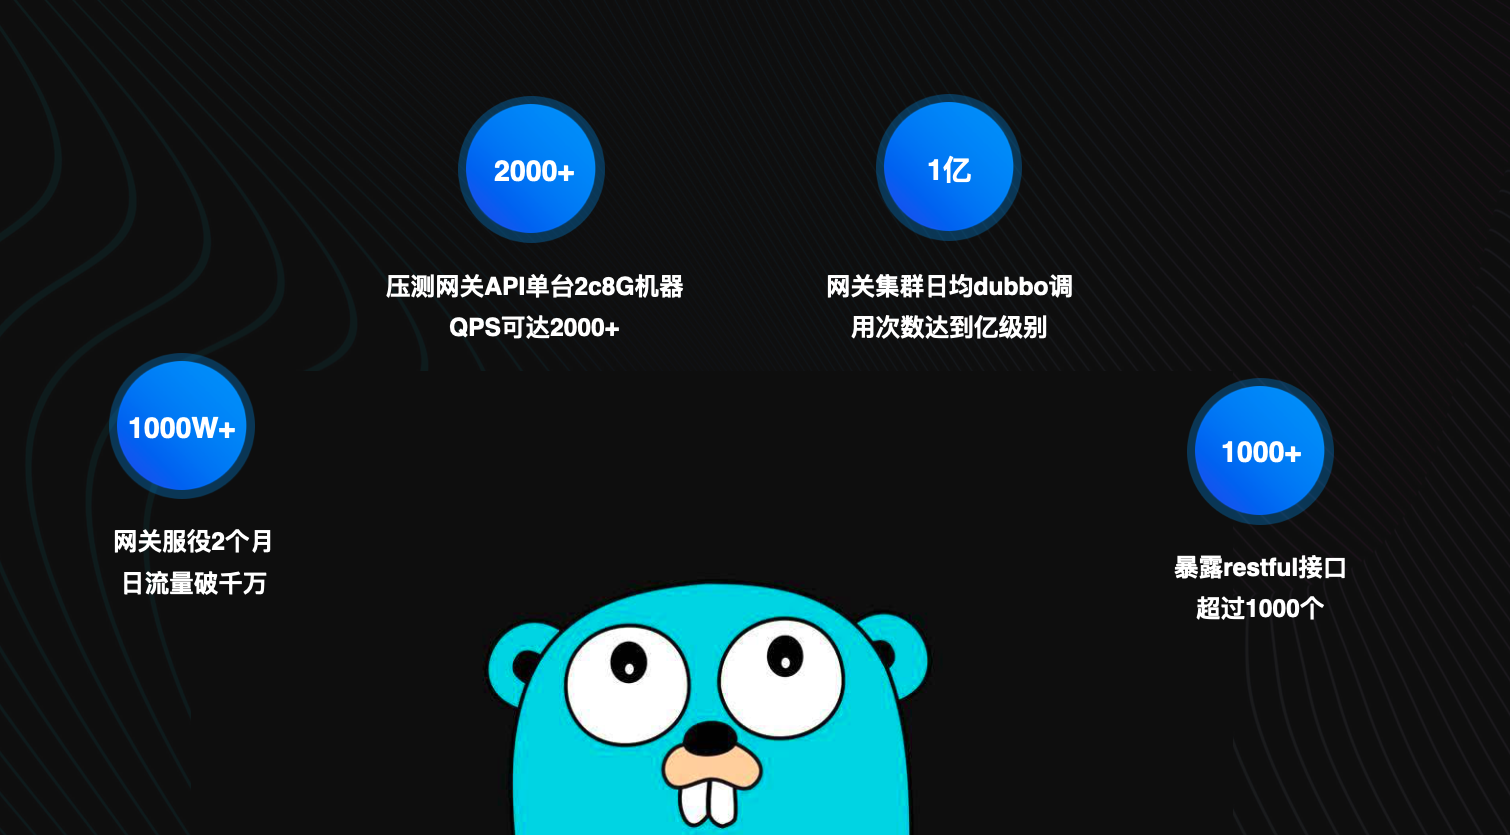 2000+
压测网关API单台2c8G机器
QPS可达2000+
1亿
网关集群日均dubbo调
用次数达到亿级别
1000W+
网关服役2个月
日流量破千万
1000+
暴露restful接口
超过1000个